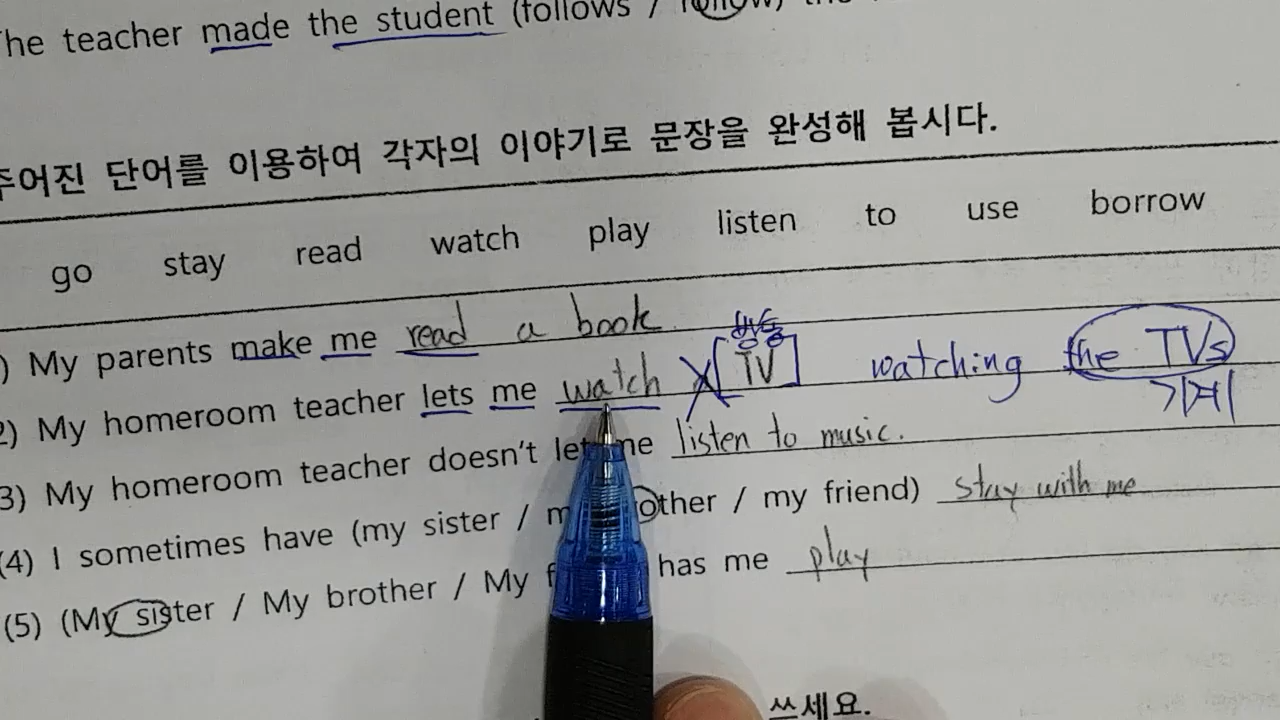 The teacher made the student (follows / follow)
주어진 단어를 이용하여 각자의 이야기로 문장을 완성해 봅시다.
go stay read watch play listen to use borrow
) My parents make me read a book.
2) My homeroom teacher lets me watch TV watching the TVs
방송
기계
3) My homeroom teacher doesn't let me listen to music.
(4) I sometimes have (my sister / my brother / my friend) stay with me
(5) (My sister / My brother / My has me play
쓰세요.